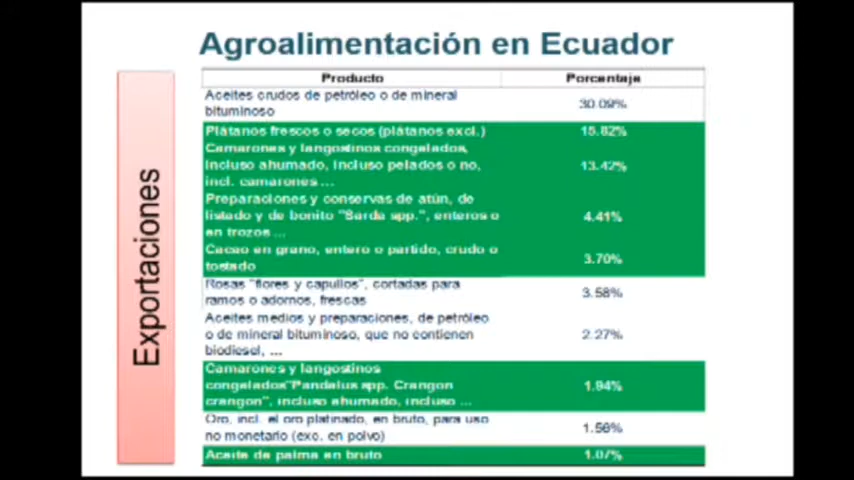 Agroalimentación en Ecuador
Exportaciones
Producto Porcentaje
Aceites crudos de petróleo o de mineral
bituminoso 30.09%
Plátanos frescos o secos (plátanos excl.) 15.82%
Camarones y langostinos congelados,
incluso ahumado, incluso pelados o no, 13.42%
incl. camarones ...
Preparaciones y conservas de atún, de
listado y de bonito "Sarda spp.", enteros o 4.41%
en trozos ...
Cacao en grano, entero o partido, crudo o
tostado 3.70%
Rosas "flores y capullos", cortadas para
ramos o adornos, frescas 3.58%
Aceites medios y preparaciones, de petróleo
o de mineral bituminoso, que no contienen 2.27%
biodiesel, ...
Camarones y langostinos
congelados"Pandalus spp. Crangon 1.94%
crangon", incluso ahumado, incluso ...
Oro, incl. el oro platinado, en bruto, para uso
no monetario (exc. en polvo)
Aceite de palma en bruto 1.07%